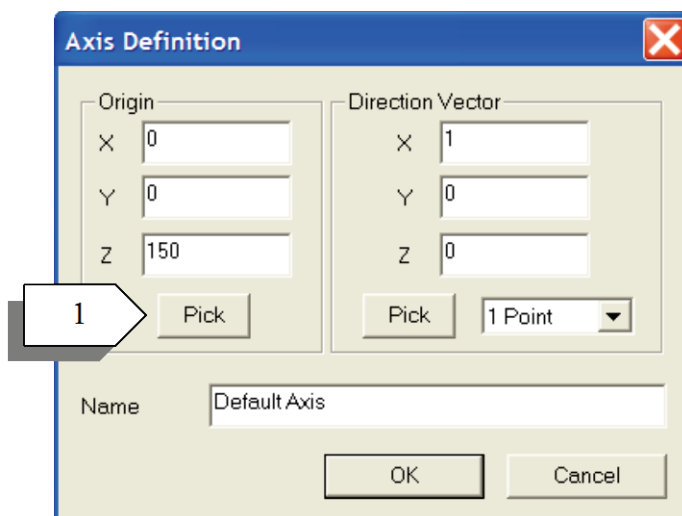 Axis Definition
Origin
X 0
Y 0
Z 150
1
Pick
Direction Vector
X 1
Y 0
Z 0
Pick 1 Point
Name Default Axis
OK Cancel